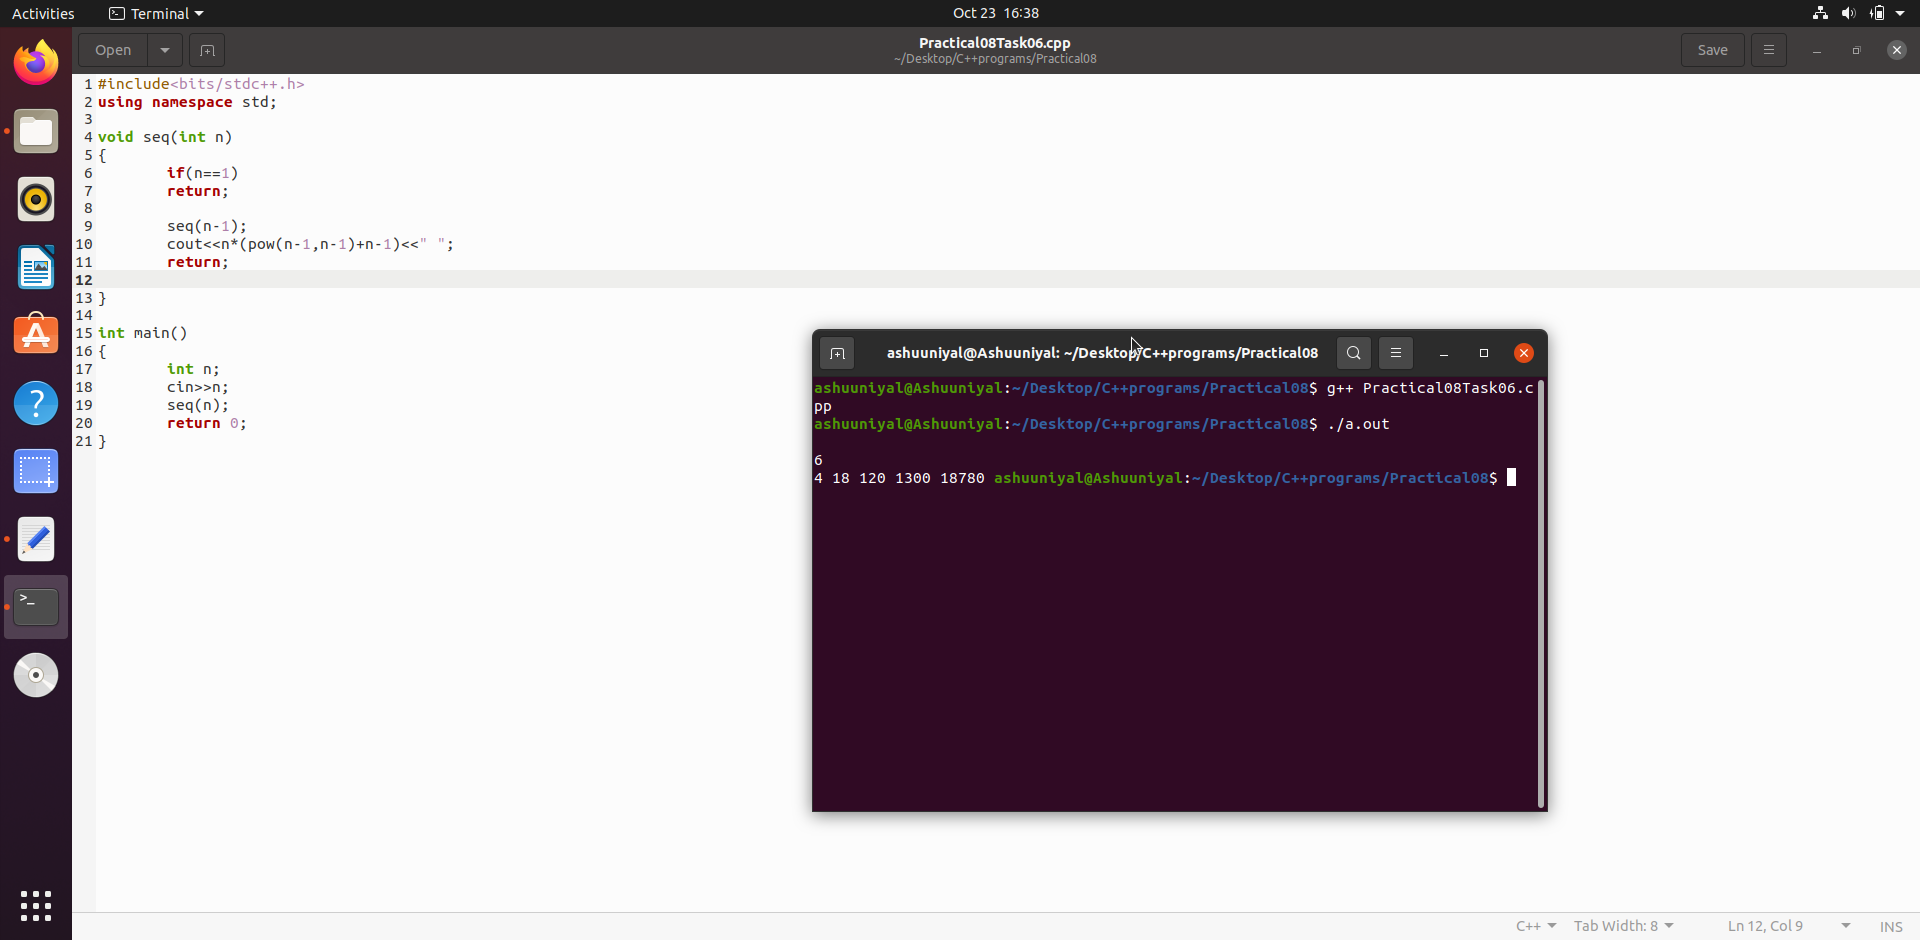 Activities
Terminal
Oct 23 16:38
Open
Practical08Task06.cpp
~/Desktop/C++programs/Practical08
Save
1 #include<bits/stdc++.h>
2 using namespace std;
3
4 void seq(int n)
5 {
6 if(n==1)
7 return;
8
9 seq(n-1);
10 cout<<n*(pow(n-1,n-1)+n-1)<<" ";
11 return;
12
13 }
14
15 int main()
16 {
17 int n;
18 cin>>n;
19 seq(n);
20 return 0;
21 }
ashuuniyal@Ashuuniyal: ~/Desktop/C++programs/Practical08
ashuuniyal@Ashuuniyal:~/Desktop/C++programs/Practical08$ g++ Practical08Task06.c
pp
ashuuniyal@Ashuuniyal:~/Desktop/C++programs/Practical08$ ./a.out
6
4 18 120 1300 18780 ashuuniyal@Ashuuniyal:~/Desktop/C++programs/Practical08$
C++
Tab Width: 8
Ln 12, Col 9
INS